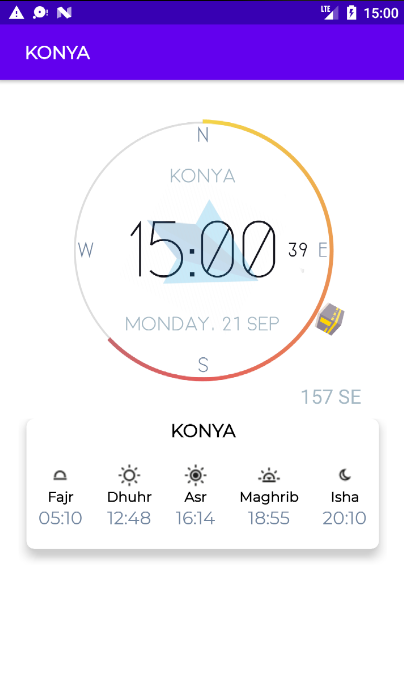 LTE 15:00
KONYA
N
KONYA
W 15:00 39 E
MONDAY, 21 SEP
S
157 SE
KONYA
Fajr Dhuhr Asr Maghrib Isha
05:10 12:48 16:14 18:55 20:10